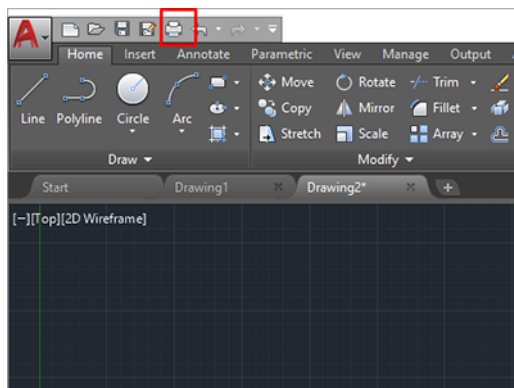 A
Home Insert Annotate Parametric View Manage Output
Line Polyline Circle Arc
Move Rotate Trim
Copy Mirror Fillet
Stretch Scale Array
Draw Modify
Start Drawing1 Drawing2*
[−][Top][2D Wireframe]